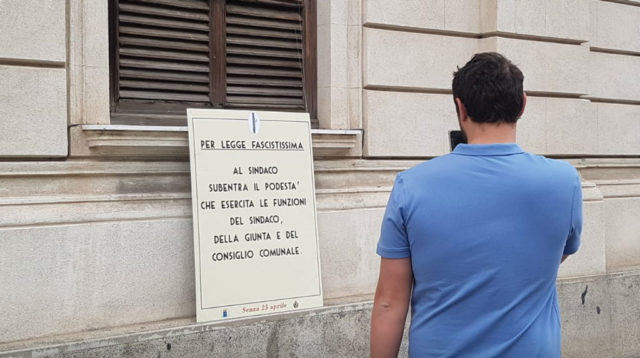 PER LEGGE FASCISTISSIMA
AL SINDACO
SUBENTRA IL PODESTA'
CHE ESERCITA LE FUNZIONI
DEL SINDACO,
DELLA GIUNTA E DEL
CONSIGLIO COMUNALE.
Senza 25 aprile